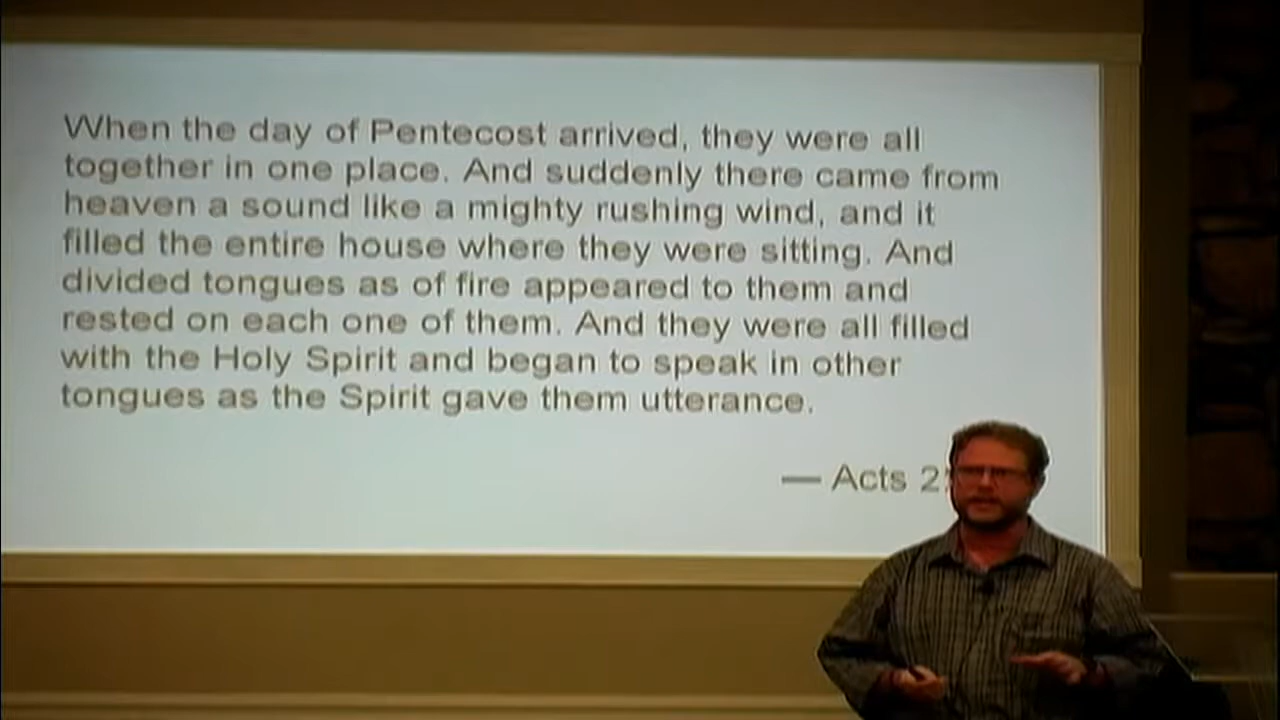 When the day of Pentecost arrived, they were all
together in one place. And suddenly there came from
heaven a sound like a mighty rushing wind, and it
filled the entire house where they were sitting. And
divided tongues as of fire appeared to them and
rested on each one of them. And they were all filled
with the Holy Spirit and began to speak in other
tongues as the Spirit gave them utterance.
— Acts 2: